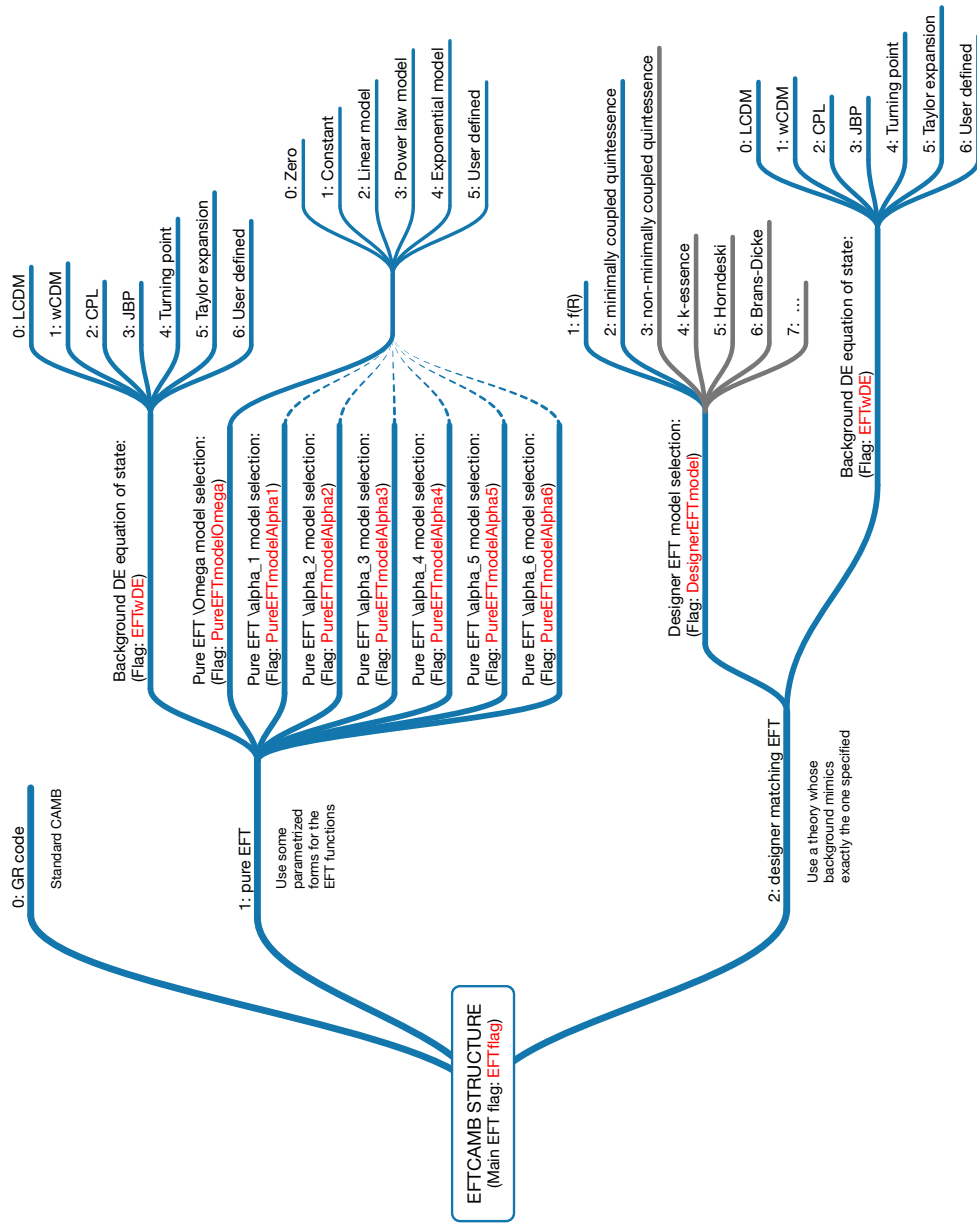 EFTCAMB STRUCTURE
(Main EFT flag: EFTflag)
0: GR code
Standard CAMB
1: pure EFT
Use some
parametrized
forms for the
EFT functions
Background DE equation of state:
(Flag: EFTwDE)
0: LCDM
1: wCDM
2: CPL
3: JBP
4: Turning point
5: Taylor expansion
6: User defined
Pure EFT \Omega model selection:
(Flag: PureEFTmodelOmega)
Pure EFT \alpha_1 model selection:
(Flag: PureEFTmodelAlpha1)
Pure EFT \alpha_2 model selection:
(Flag: PureEFTmodelAlpha2)
Pure EFT \alpha_3 model selection:
(Flag: PureEFTmodelAlpha3)
Pure EFT \alpha_4 model selection:
(Flag: PureEFTmodelAlpha4)
Pure EFT \alpha_5 model selection:
(Flag: PureEFTmodelAlpha5)
Pure EFT \alpha_6 model selection:
(Flag: PureEFTmodelAlpha6)
0: Zero
1: Constant
2: Linear model
3: Power law model
4: Exponential model
5: User defined
2: designer matching EFT
Use a theory whose
background mimics
exactly the one specified
Designer EFT model selection:
(Flag: DesignerEFTmodel)
1: f(R)
2: minimally coupled quintessence
3: non-minimally coupled quintessence
4: k-essence
5: Horndeski
6: Brans-Dicke
7: ...
Background DE equation of state:
(Flag: EFTwDE)
0: LCDM
1: wCDM
2: CPL
3: JBP
4: Turning point
5: Taylor expansion
6: User defined